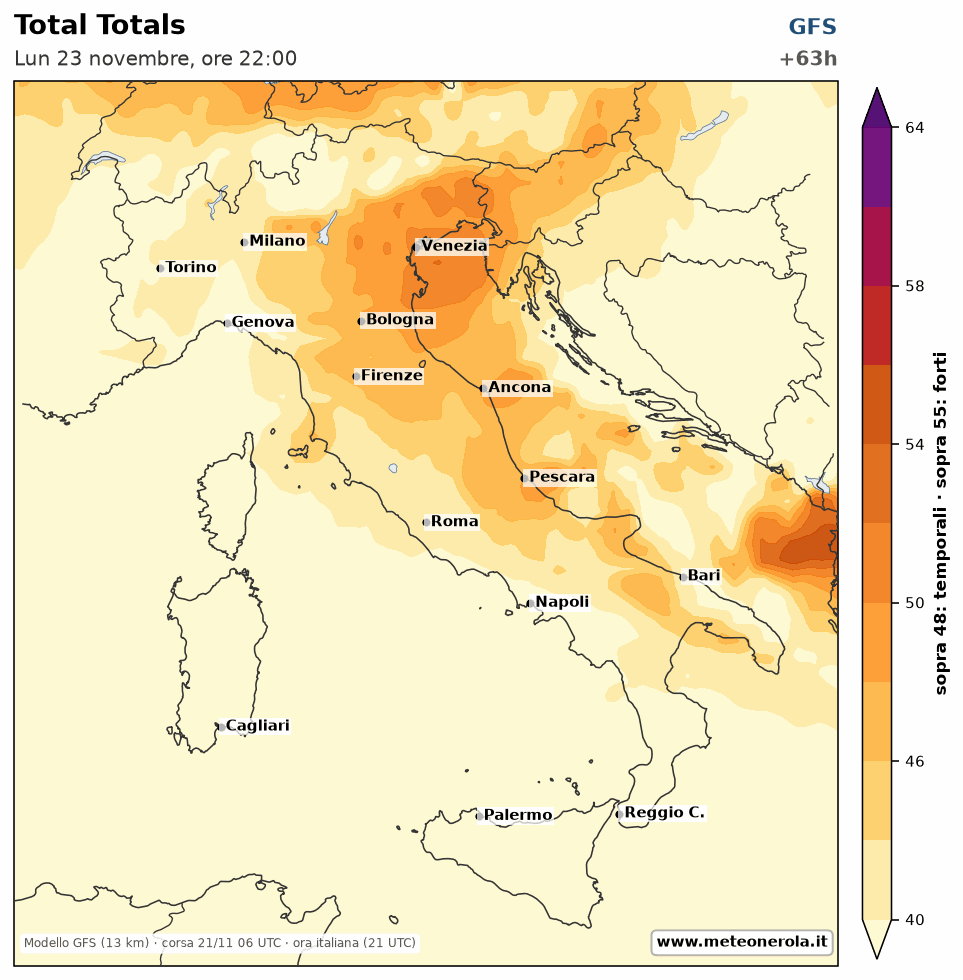 Total Totals
GFS
Lun 23 novembre, ore 22:00
+63h
64
58
54
50
46
40
sopra 48: temporali · sopra 55: forti
Milano
Venezia
Torino
Genova
Bologna
Firenze
Ancona
Pescara
Roma
Bari
Napoli
Cagliari
Palermo
Reggio C.
Modello GFS (13 km) · corsa 21/11 06 UTC · ora italiana (21 UTC)
www.meteonerola.it